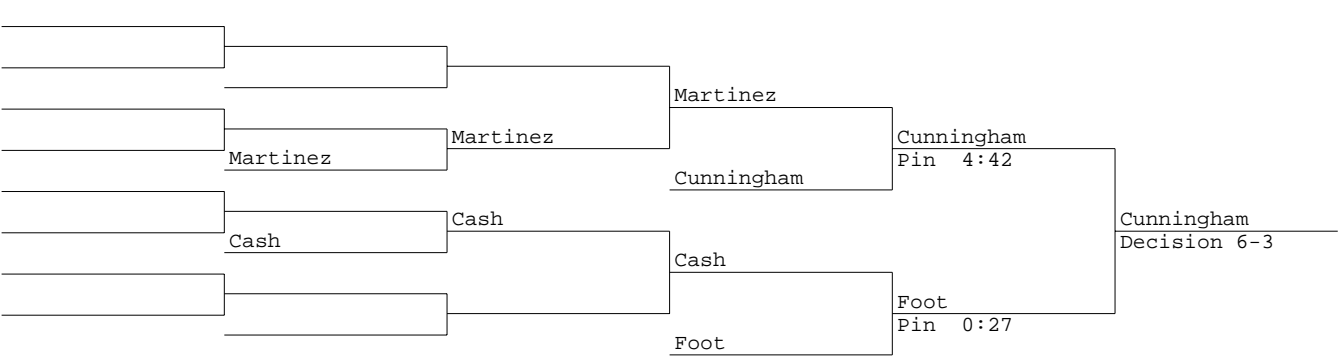 Martinez
Martinez
Martinez
Cunningham
Cunningham
Pin 4:42
Cash
Cash
Cash
Foot
Foot
Pin 0:27
Cunningham
Decision 6-3